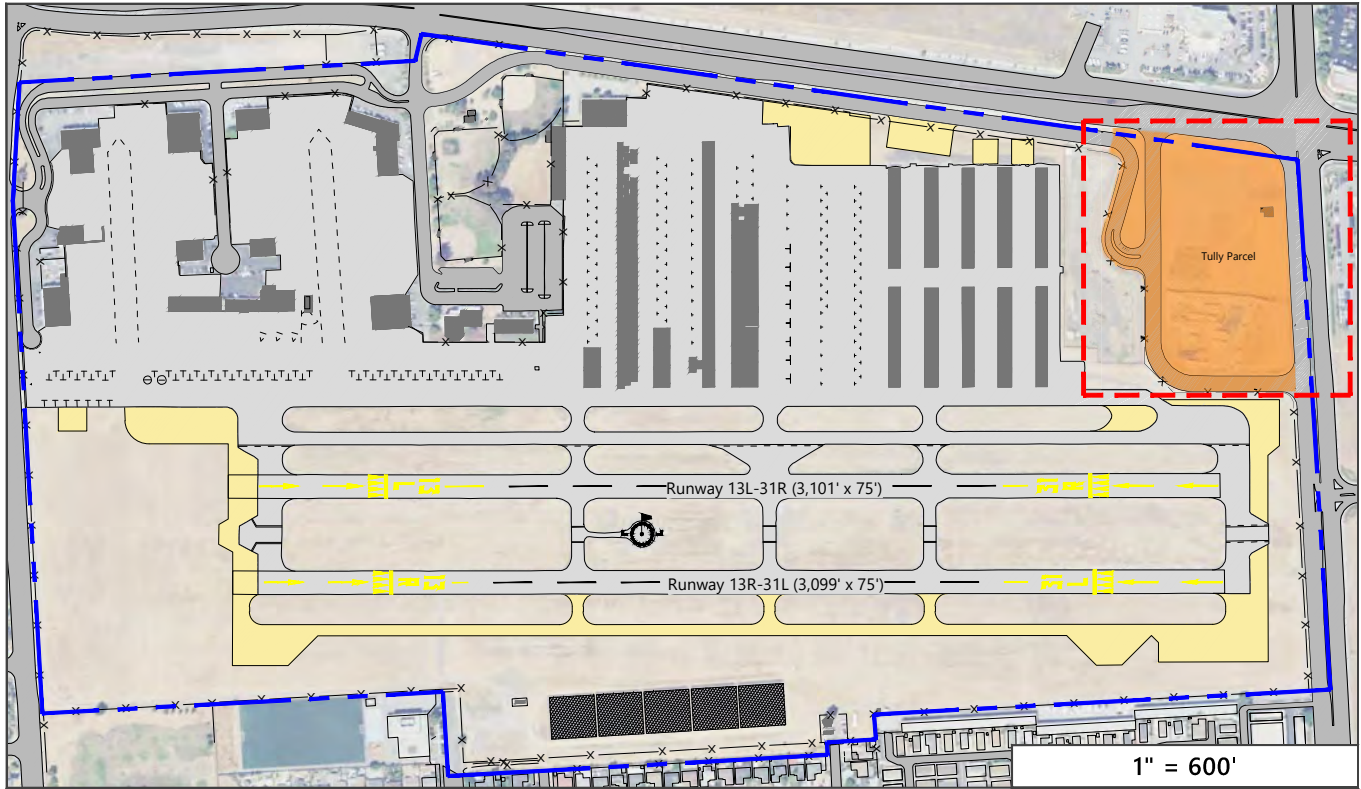 Tully Parcel
Runway 13L-31R (3,101' x 75')
Runway 13R-31L (3,099' x 75')
1" = 600'